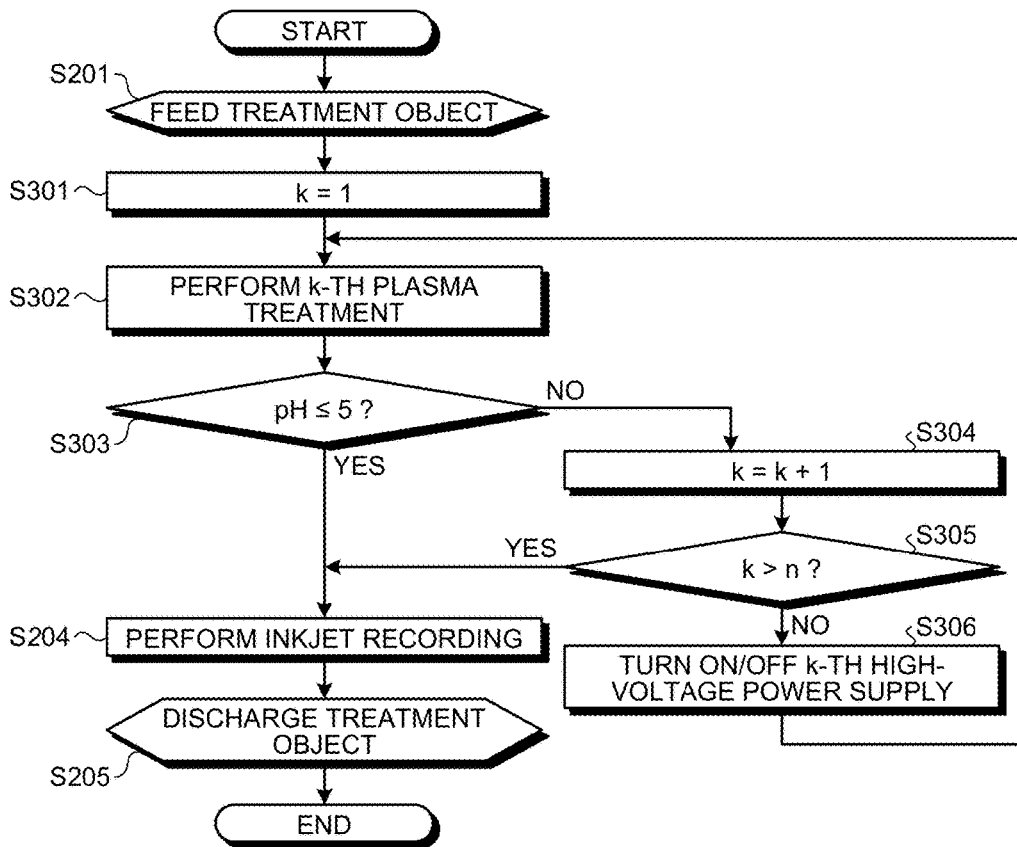 START
S201
FEED TREATMENT OBJECT
S301
k = 1
S302
PERFORM k-TH PLASMA
TREATMENT
pH ≤ 5 ?
NO
S303
YES
S304
k = k + 1
S305
YES
k > n ?
NO
S204
PERFORM INKJET RECORDING
S306
TURN ON/OFF k-TH HIGH-
VOLTAGE POWER SUPPLY
DISCHARGE TREATMENT
OBJECT
S205
END